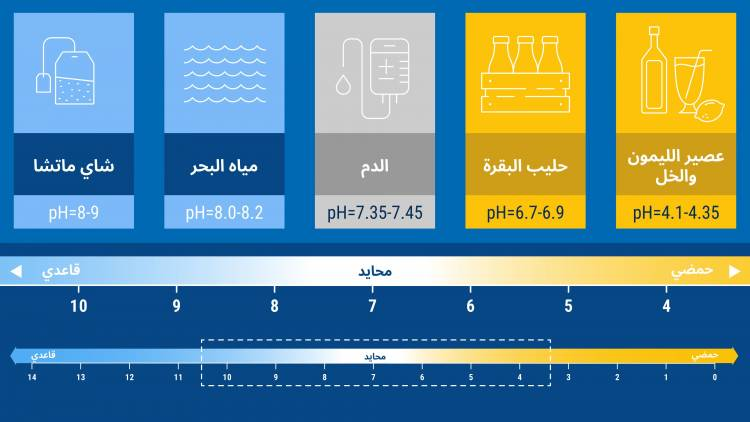 عصير الليمون
والخل
pH=4.1-4.35
حليب البقرة
pH=6.7-6.9
الدم
pH=7.35-7.45
مياه البحر
pH=8.0-8.2
شاي ماتشا
pH=8-9
حمضي محايد قاعدي
10 9 8 7 6 5 4
حمضي محايد قاعدي
14 13 12 11 10 9 8 7 6 5 4 3 2 1 0